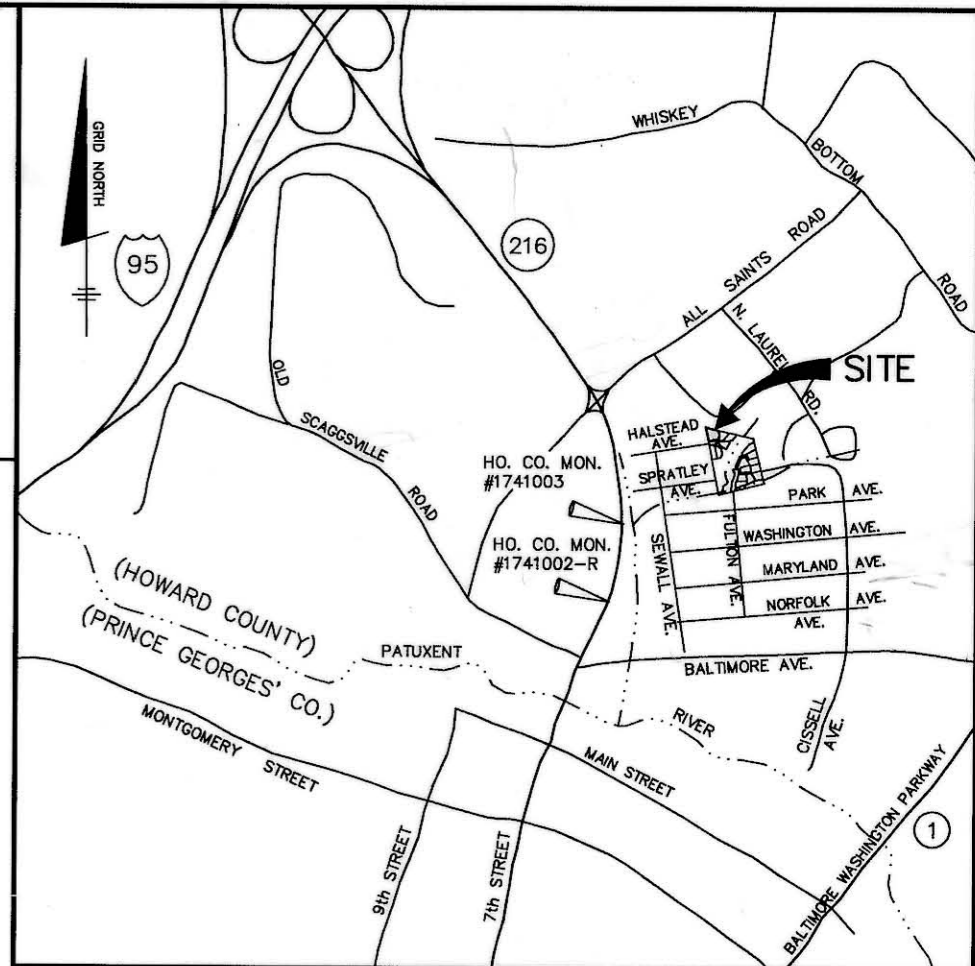 WHISKEY
BOTTOM
ROAD
GRID NORTH
95
216
ALL SAINTS ROAD
N. LAUREL RD.
SITE
OLD
SCAGGSVILLE
ROAD
HALSTEAD
AVE.
SPRATLEY
AVE.
HO. CO. MON.
#1741003
HO. CO. MON.
#1741002-R
PARK AVE.
WASHINGTON AVE.
MARYLAND AVE.
NORFOLK AVE.
AVE.
SEWALL AVE.
FULTON AVE.
BALTIMORE AVE.
CISSELL
AVE.
(HOWARD COUNTY)
(PRINCE GEORGES' CO.)
PATUXENT
RIVER
MONTGOMERY
STREET
MAIN STREET
9th STREET
7th STREET
BALTIMORE WASHINGTON PARKWAY
1